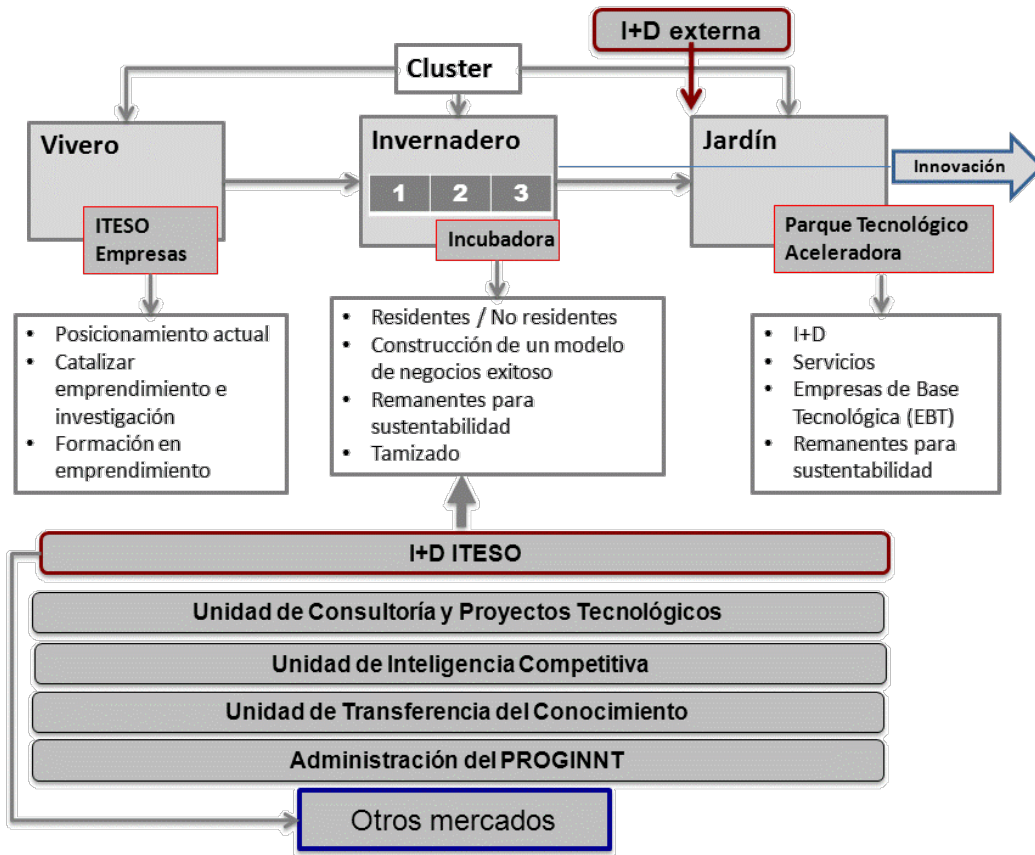 I+D externa
Cluster
Vivero
Invernadero
Jardín
1 2 3
Innovación
ITESO
Empresas
Incubadora
Parque Tecnológico
Aceleradora
• Posicionamiento actual
• Catalizar
emprendimiento e
investigación
• Formación en
emprendimiento
• Residentes / No residentes
• Construcción de un modelo
de negocios exitoso
• Remanentes para
sustentabilidad
• Tamizado
• I+D
• Servicios
• Empresas de Base
Tecnológica (EBT)
• Remanentes para
sustentabilidad
I+D ITESO
Unidad de Consultoría y Proyectos Tecnológicos
Unidad de Inteligencia Competitiva
Unidad de Transferencia del Conocimiento
Administración del PROGINNT
Otros mercados